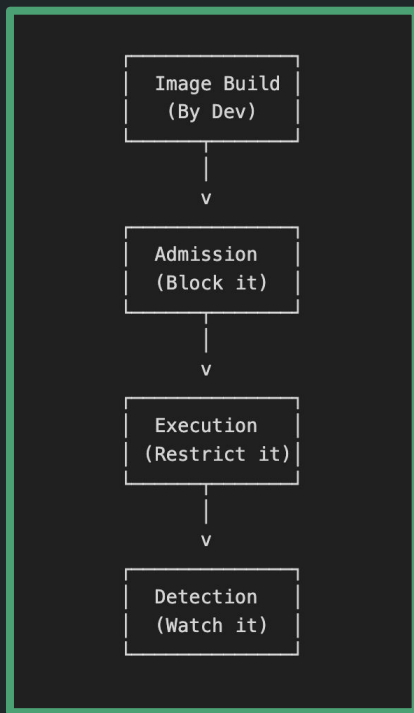 Image Build
(By Dev)
v
Admission
(Block it)
v
Execution
(Restrict it)
v
Detection
(Watch it)